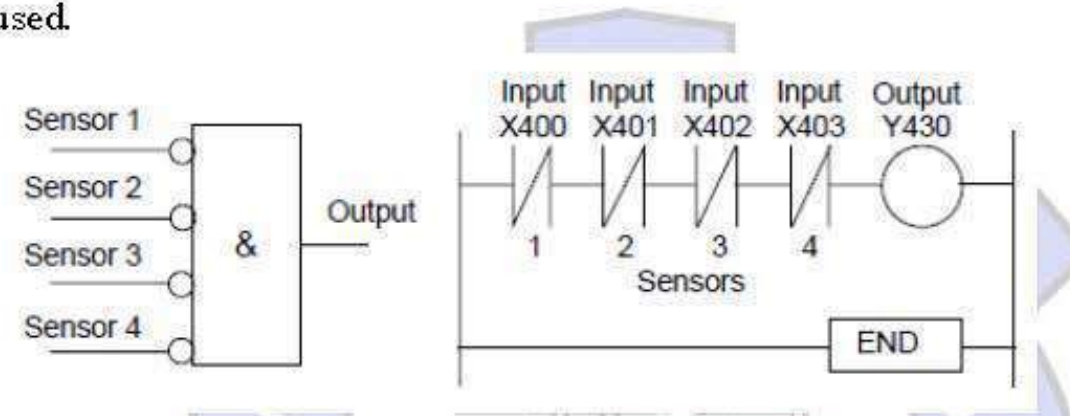 used.
Sensor 1
Sensor 2
Sensor 3
Sensor 4
&
Output
Input Input Input Input Output
X400 X401 X402 X403 Y430
1 2 3 4
Sensors
END